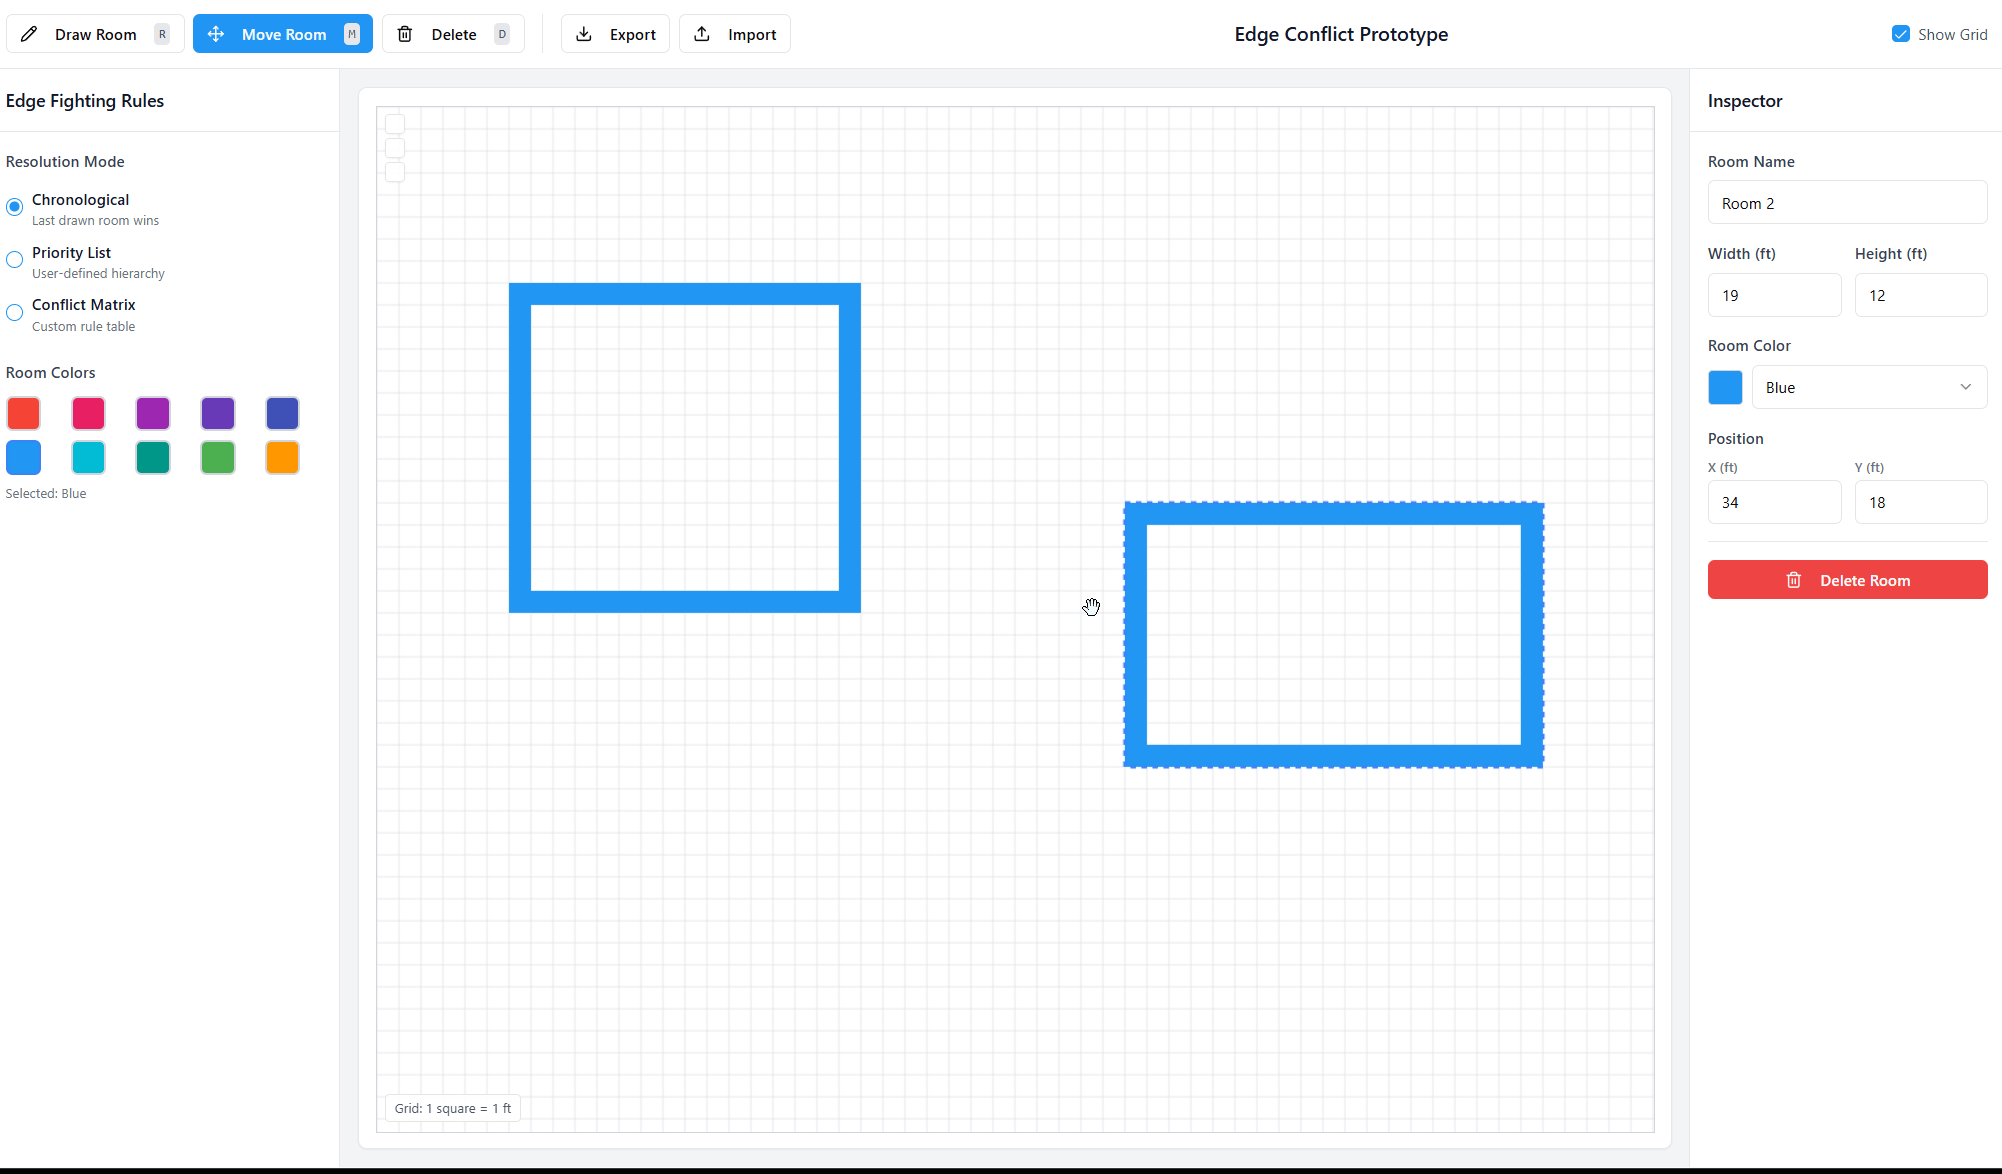 Draw Room R Move Room M Delete D Export Import Edge Conflict Prototype Show Grid
Edge Fighting Rules
Resolution Mode
Chronological
Last drawn room wins
Priority List
User-defined hierarchy
Conflict Matrix
Custom rule table
Room Colors
Selected: Blue
Grid: 1 square = 1 ft
Inspector
Room Name
Room 2
Width (ft) Height (ft)
19 12
Room Color
Blue
Position
X (ft) Y (ft)
34 18
Delete Room